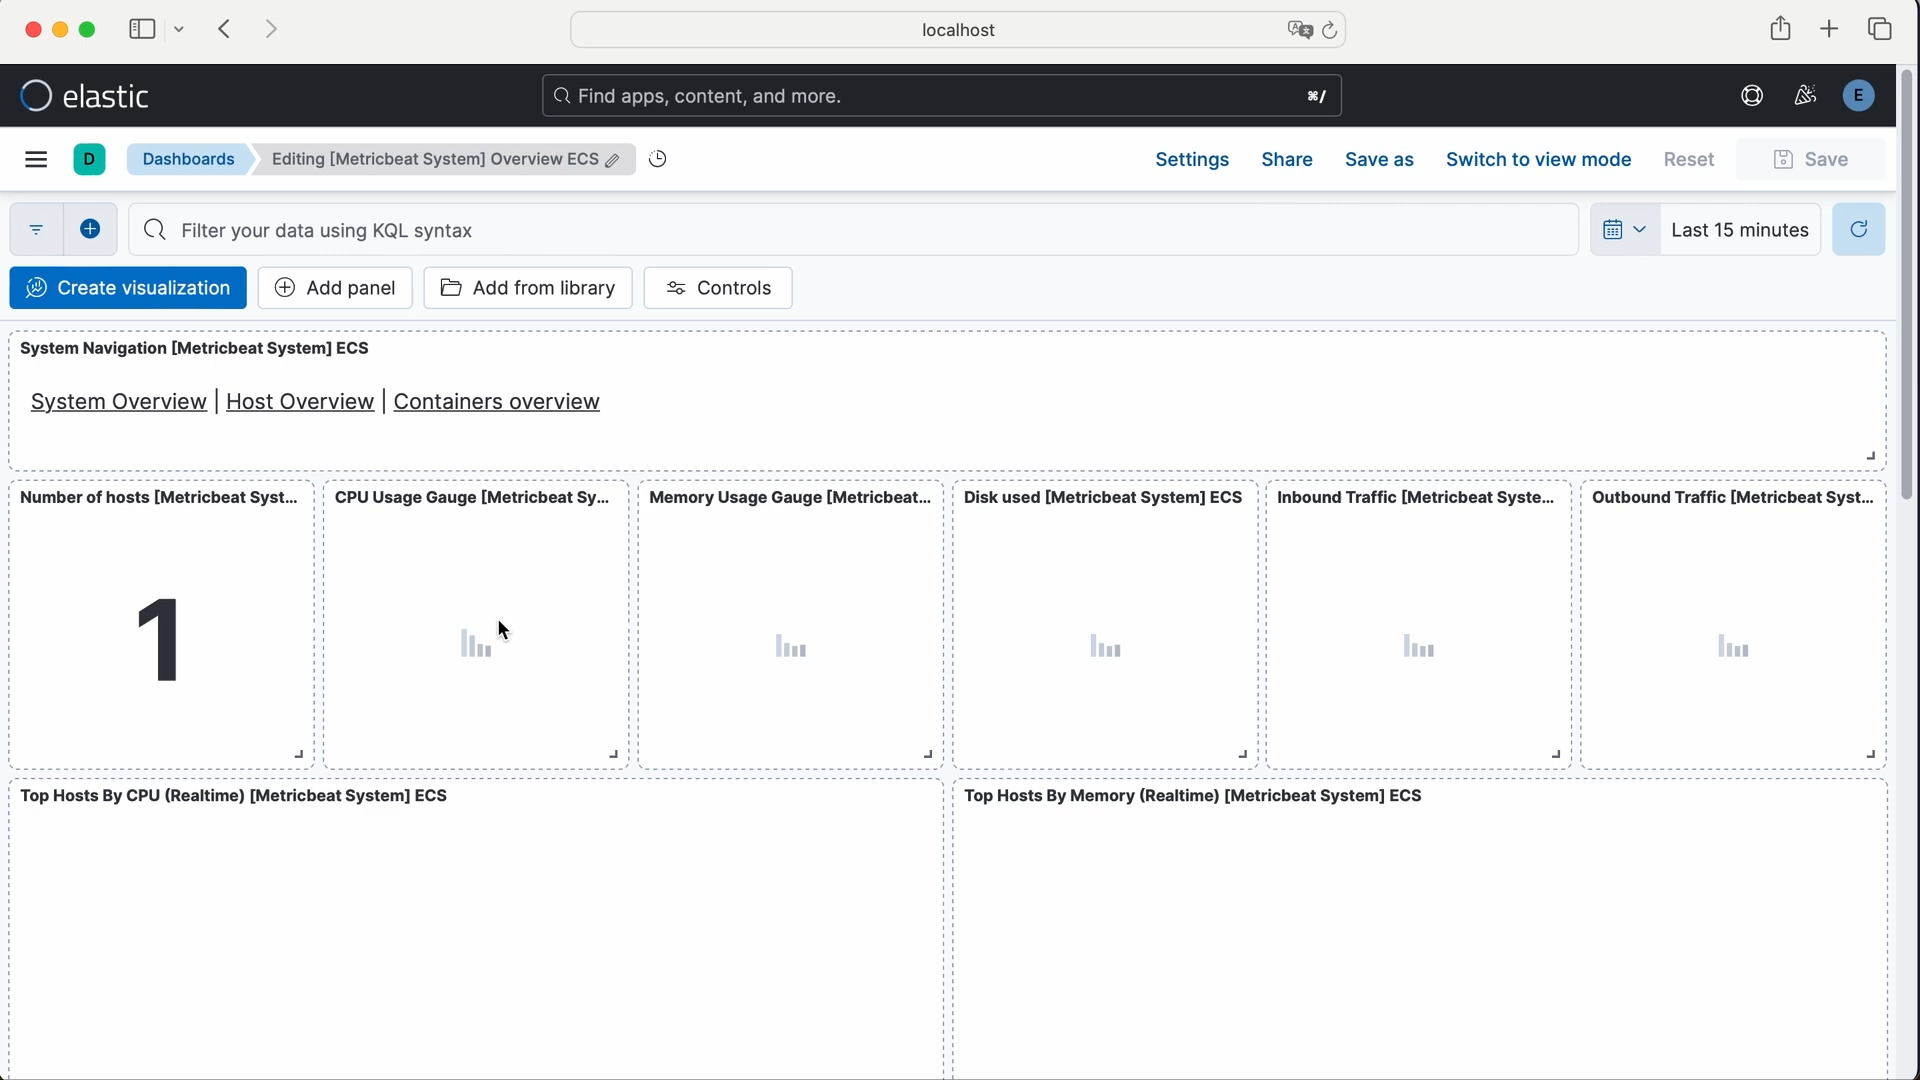 localhost
elastic
Find apps, content, and more.
⌘/
E
D
Dashboards
Editing [Metricbeat System] Overview ECS
Settings
Share
Save as
Switch to view mode
Reset
Save
Filter your data using KQL syntax
Last 15 minutes
Create visualization
Add panel
Add from library
Controls
System Navigation [Metricbeat System] ECS
System Overview | Host Overview | Containers overview
Number of hosts [Metricbeat Syst...
CPU Usage Gauge [Metricbeat Sy...
Memory Usage Gauge [Metricbeat...
Disk used [Metricbeat System] ECS
Inbound Traffic [Metricbeat Syste...
Outbound Traffic [Metricbeat Syst...
1
Top Hosts By CPU (Realtime) [Metricbeat System] ECS
Top Hosts By Memory (Realtime) [Metricbeat System] ECS